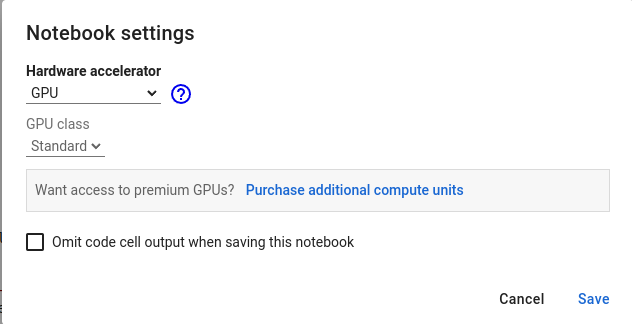 Notebook settings
Hardware accelerator
GPU
?
GPU class
Standard
Want access to premium GPUs? Purchase additional compute units
Omit code cell output when saving this notebook
Cancel Save